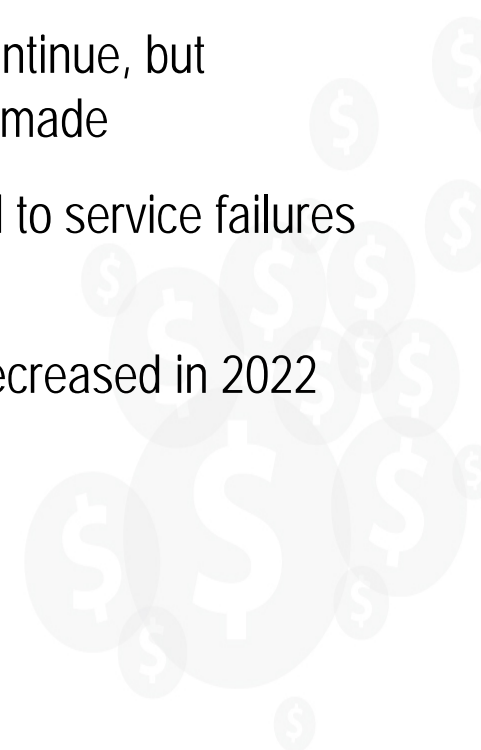 ntinue, but
made
to service failures
ecreased in 2022